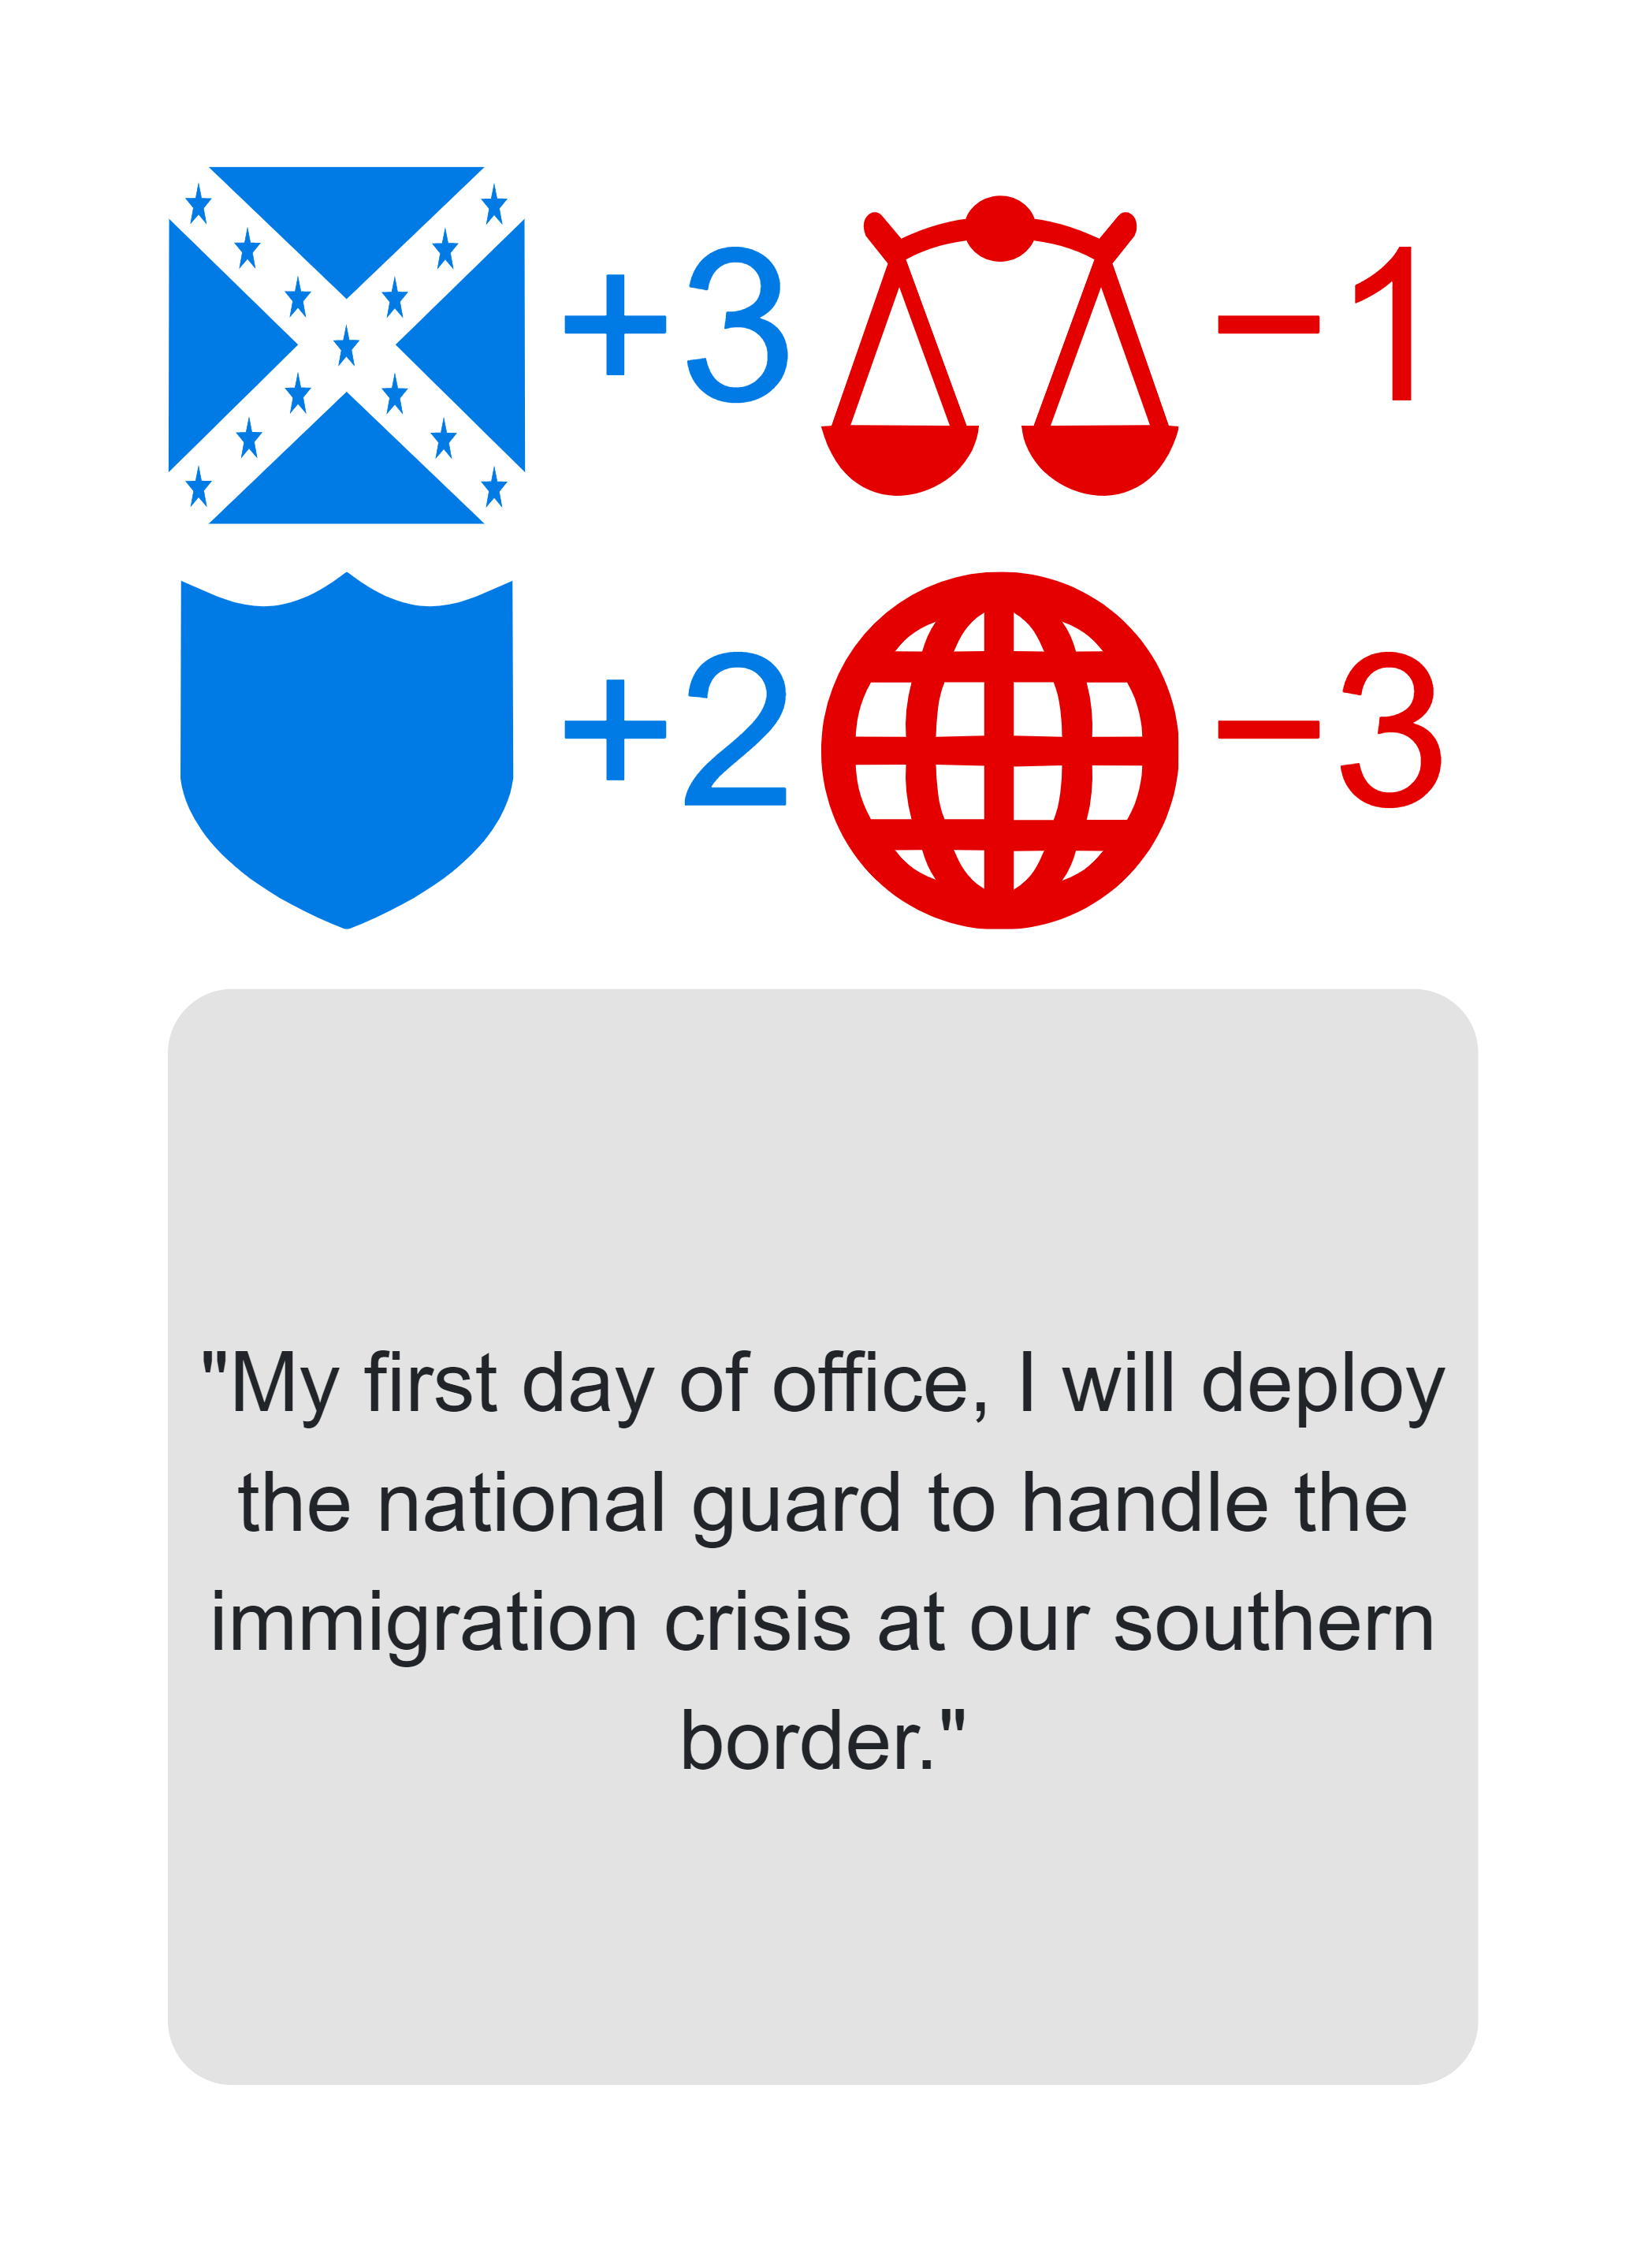 +3 −1
+2 −3
"My first day of office, I will deploy
the national guard to handle the
immigration crisis at our southern
border."